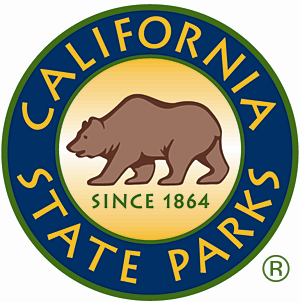 CALIFORNIA
SINCE 1864
STATE PARKS
®